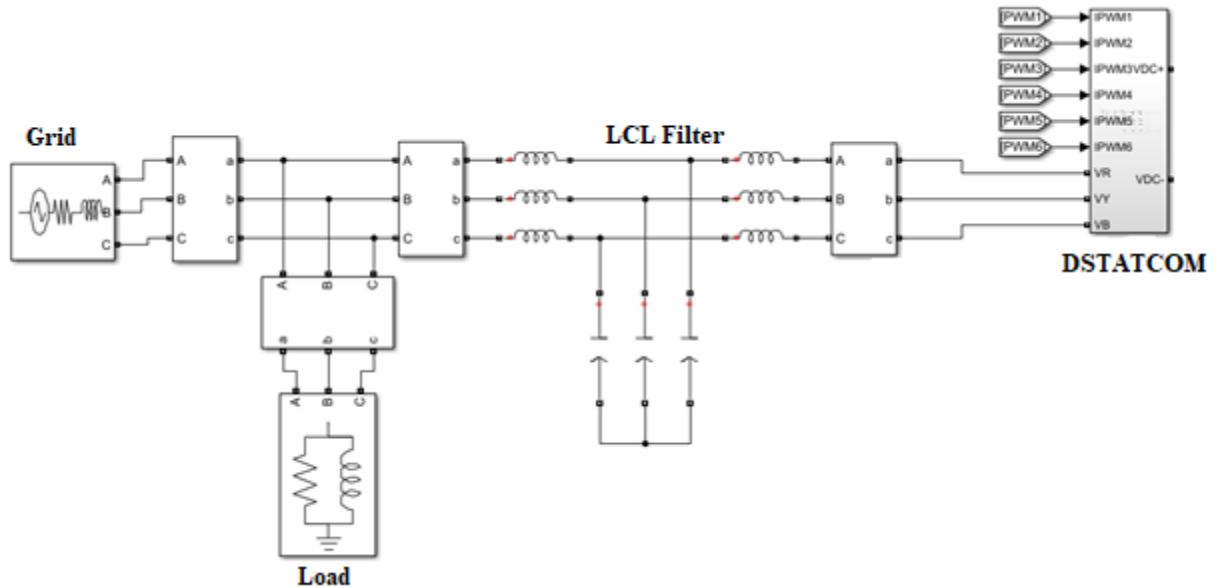 [PWM1] IPWM1
[PWM2] IPWM2
[PWM3] IPWM3 VDC+
[PWM4] IPWM4
[PWM5] IPWM5
[PWM6] IPWM6
VR
VDC-
VY
VB
DSTATCOM
Grid
LCL Filter
A A a A a A a
B B b B b B b
C C c C c C c
A B C
a b c
A B C
Load